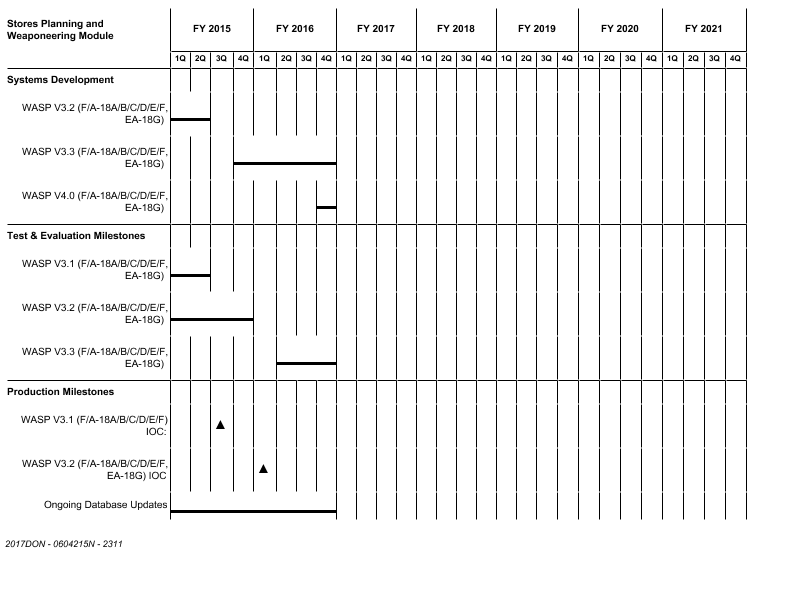 Stores Planning and
Weaponeering Module
FY 2015 FY 2016 FY 2017 FY 2018 FY 2019 FY 2020 FY 2021
1Q 2Q 3Q 4Q 1Q 2Q 3Q 4Q 1Q 2Q 3Q 4Q 1Q 2Q 3Q 4Q 1Q 2Q 3Q 4Q 1Q 2Q 3Q 4Q 1Q 2Q 3Q 4Q
Systems Development
WASP V3.2 (F/A-18A/B/C/D/E/F,
EA-18G)
WASP V3.3 (F/A-18A/B/C/D/E/F,
EA-18G)
WASP V4.0 (F/A-18A/B/C/D/E/F,
EA-18G)
Test & Evaluation Milestones
WASP V3.1 (F/A-18A/B/C/D/E/F,
EA-18G)
WASP V3.2 (F/A-18A/B/C/D/E/F,
EA-18G)
WASP V3.3 (F/A-18A/B/C/D/E/F,
EA-18G)
Production Milestones
WASP V3.1 (F/A-18A/B/C/D/E/F)
IOC:
WASP V3.2 (F/A-18A/B/C/D/E/F,
EA-18G) IOC
Ongoing Database Updates
2017DON - 0604215N - 2311